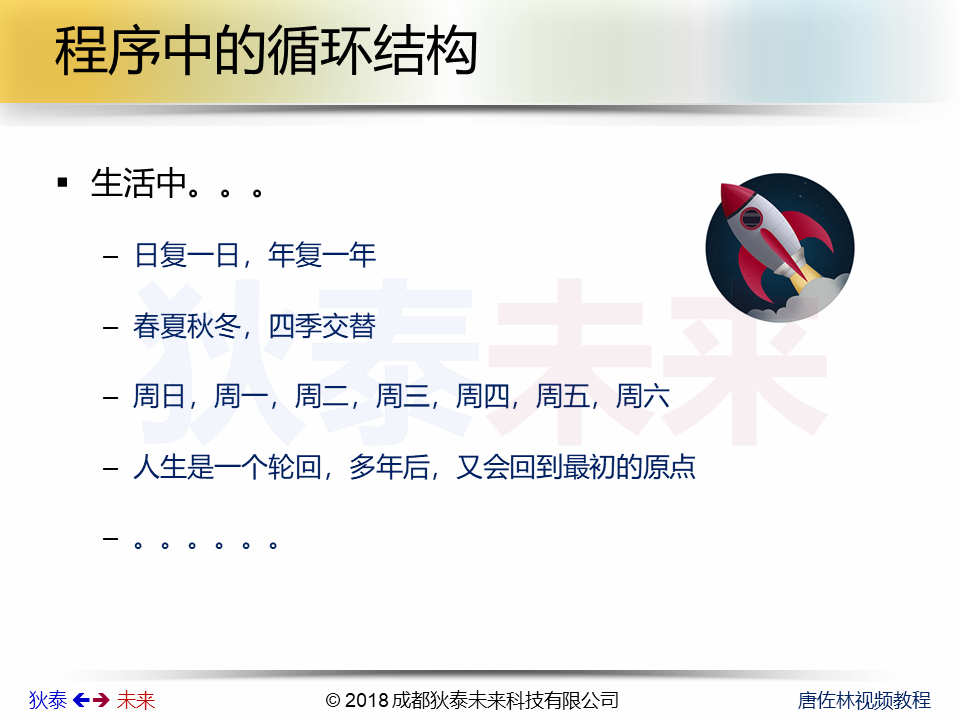 程序中的循环结构
▪ 生活中。。。
– 日复一日，年复一年
– 春夏秋冬，四季交替
– 周日，周一，周二，周三，周四，周五，周六
– 人生是一个轮回，多年后，又会回到最初的原点
– 。。。。。。
狄泰未来
狄泰 ←→ 未来
© 2018 成都狄泰未来科技有限公司
唐佐林视频教程